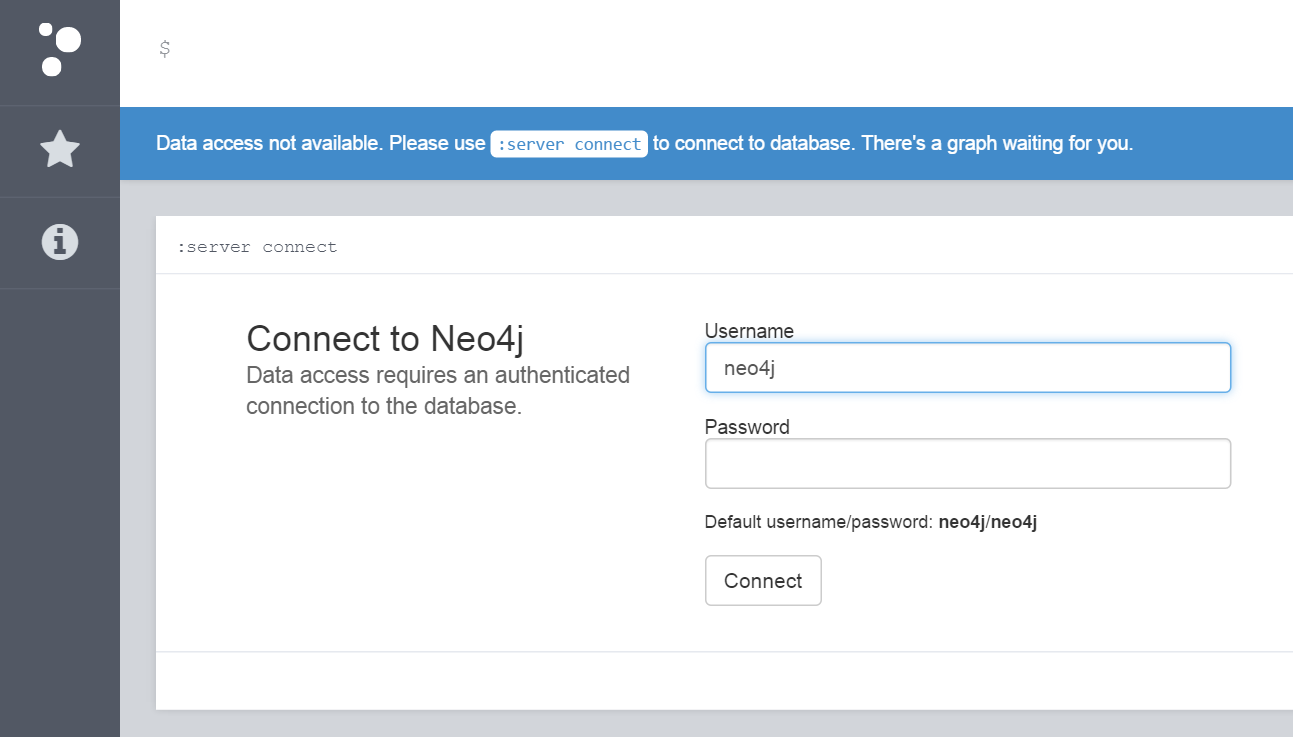 $
Data access not available. Please use :server connect to connect to database. There's a graph waiting for you.
:server connect
Connect to Neo4j
Data access requires an authenticated
connection to the database.
Username
neo4j
Password
Default username/password: neo4j/neo4j
Connect